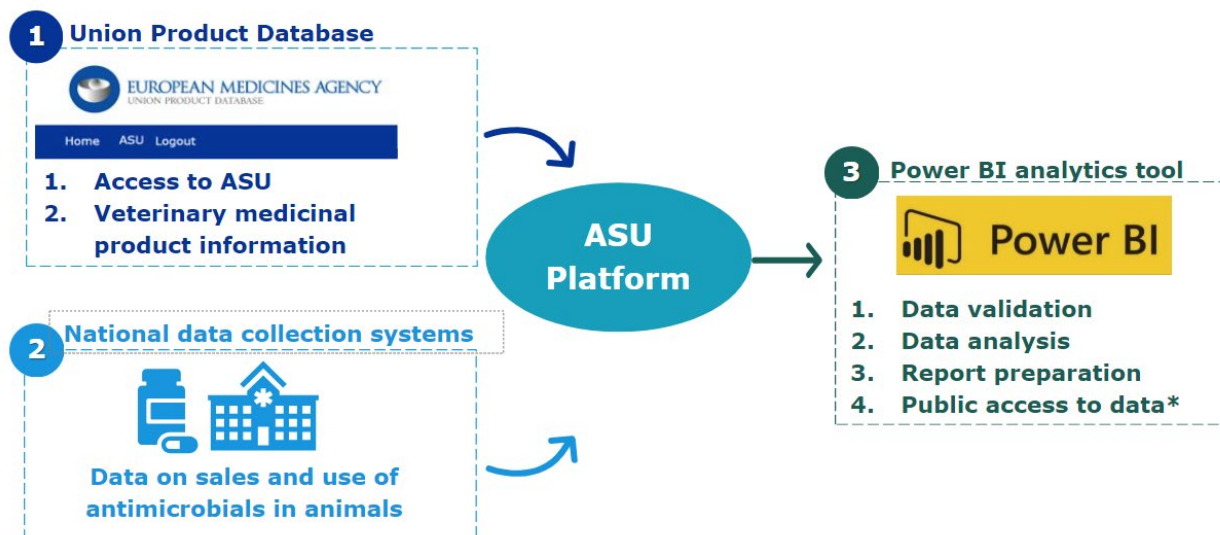 1 Union Product Database
EUROPEAN MEDICINES AGENCY
UNION PRODUCT DATABASE
Home ASU Logout
1. Access to ASU
2. Veterinary medicinal
product information
2 National data collection systems
Data on sales and use of
antimicrobials in animals
ASU
Platform
3 Power BI analytics tool
Power BI
1. Data validation
2. Data analysis
3. Report preparation
4. Public access to data*